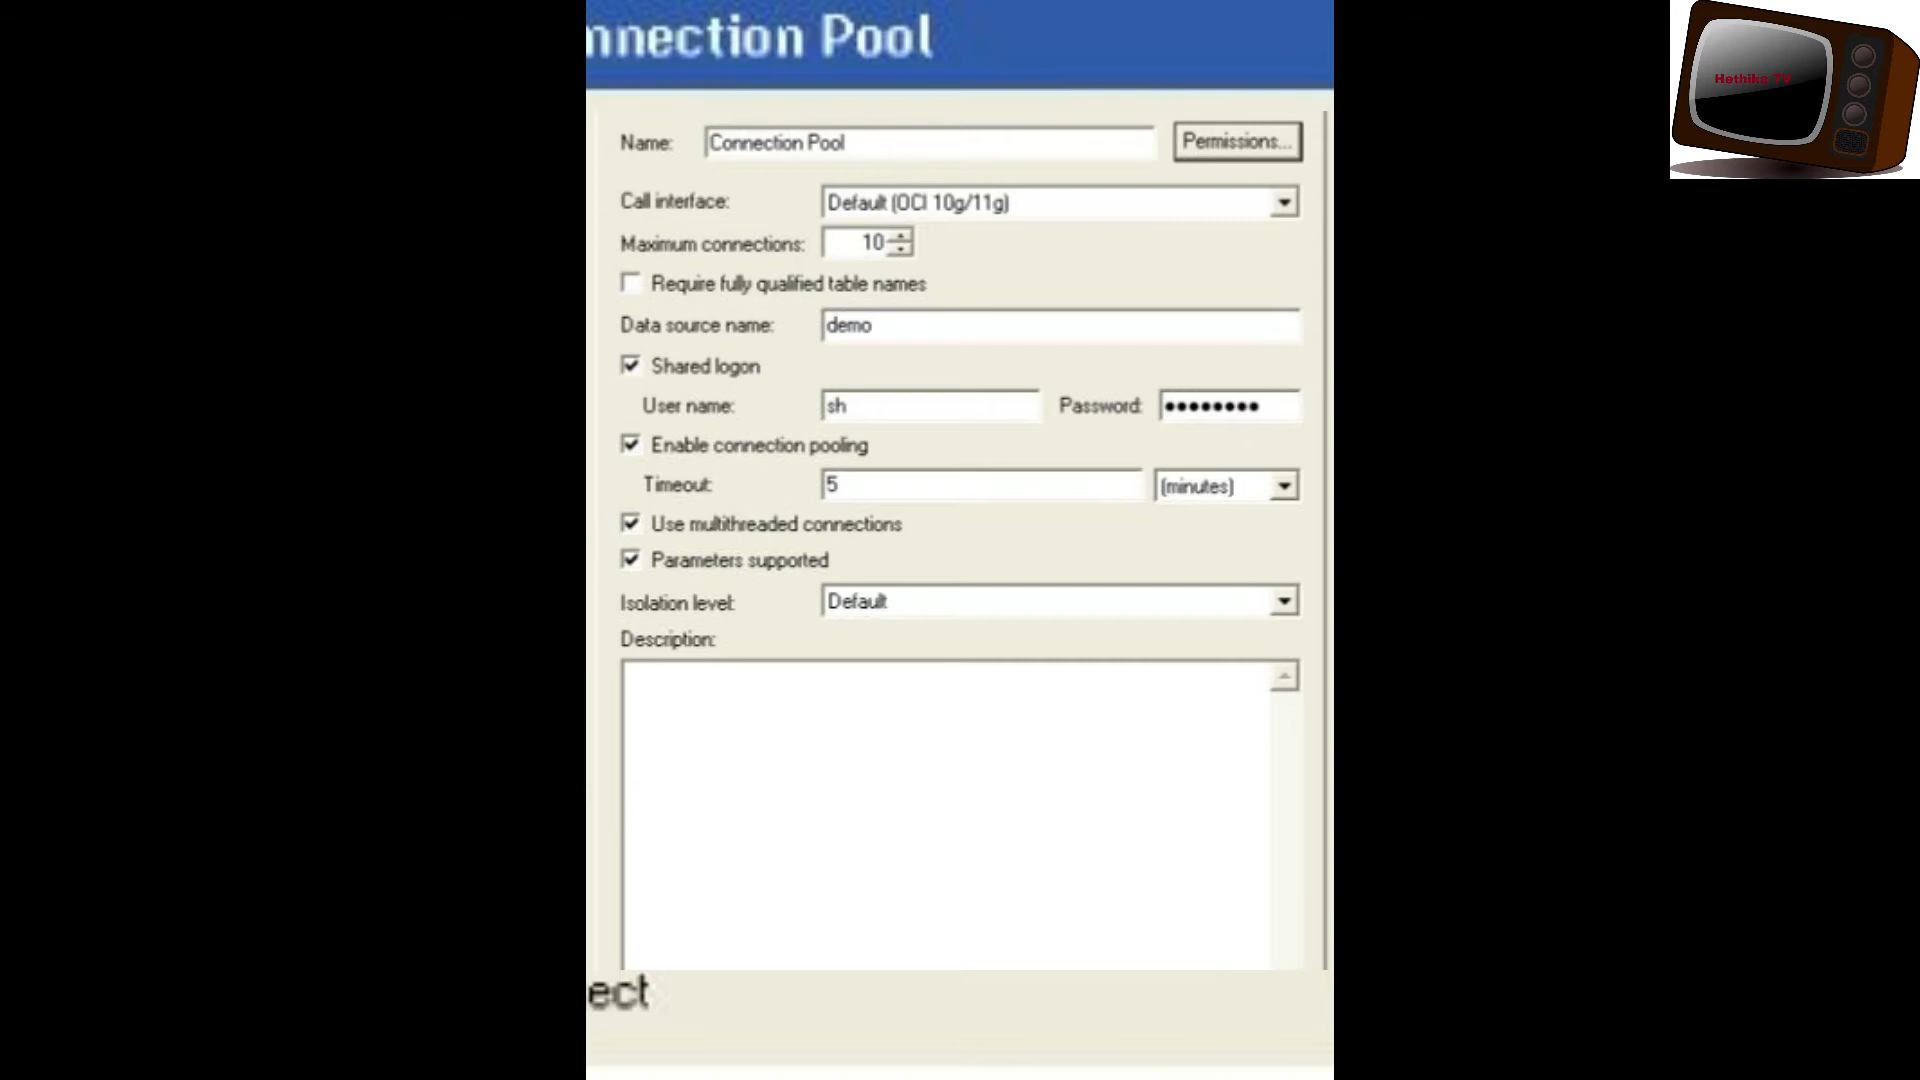 nnection Pool
Hethika TV
Name: Connection Pool Permissions...
Call interface: Default (OCI 10g/11g)
Maximum connections: 10
Require fully qualified table names
Data source name: demo
Shared logon
User name: sh Password: ●●●●●●●●
Enable connection pooling
Timeout: 5 (minutes)
Use multithreaded connections
Parameters supported
Isolation level: Default
Description:
ect